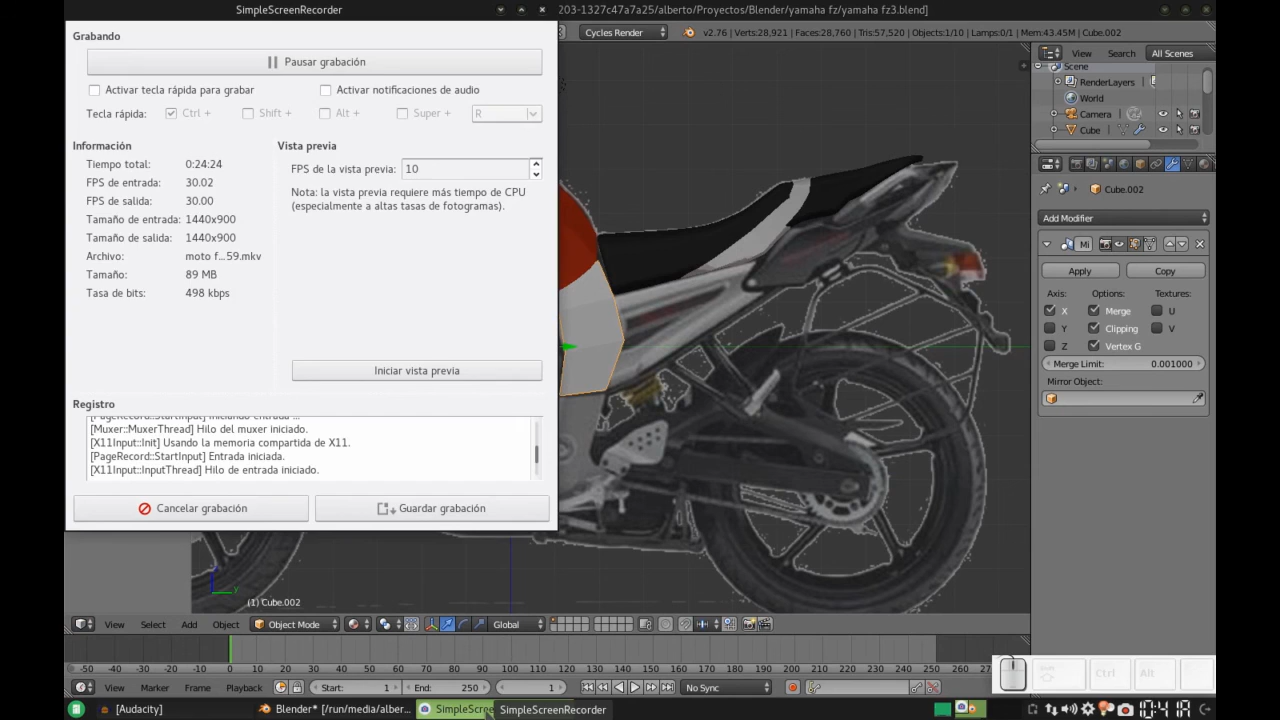 SimpleScreenRecorder
203-1327c47a7a25/alberto/Proyectos/Blender/yamaha fz/yamaha fz3.blend]
Grabando
Pausar grabación
Activar tecla rápida para grabar
Activar notificaciones de audio
Tecla rápida: Ctrl + Shift + Alt + Super + R
Información
Tiempo total: 0:24:24
FPS de entrada: 30.02
FPS de salida: 30.00
Tamaño de entrada: 1440x900
Tamaño de salida: 1440x900
Archivo: moto f...59.mkv
Tamaño: 89 MB
Tasa de bits: 498 kbps
Vista previa
FPS de la vista previa: 10
Nota: la vista previa requiere más tiempo de CPU
(especialmente a altas tasas de fotogramas).
Iniciar vista previa
Registro
[PageRecord::StartInput] Iniciando entrada ...
[Muxer::MuxerThread] Hilo del muxer iniciado.
[X11Input::Init] Usando la memoria compartida de X11.
[PageRecord::StartInput] Entrada iniciada.
[X11Input::InputThread] Hilo de entrada iniciado.
Cancelar grabación
Guardar grabación
Cycles Render
v2.76 | Verts:28,921 | Faces:28,760 | Tris:57,520 | Objects:1/10 | Lamps:0/1 | Mem:43.45M | Cube.002
View Search All Scenes
Scene
RenderLayers
World
Camera
Cube
Cube.002
Add Modifier
Mi
Apply Copy
Axis: Options: Textures:
X Merge U
Y Clipping V
Z Vertex G
Merge Limit: 0.001000
Mirror Object:
(1) Cube.002
View Select Add Object Object Mode Global
-50 -40 -30 -20 -10 0 10 20 30 40 50 60 70 80 90 100 110 120 130 140 150 160 170 180 190 200 210 220 230 240 250 260
View Marker Frame Playback Start: 1 End: 250 1 No Sync
Shift Ctrl Alt
[Audacity]
Blender* [/run/media/alber...
SimpleScree
SimpleScreenRecorder